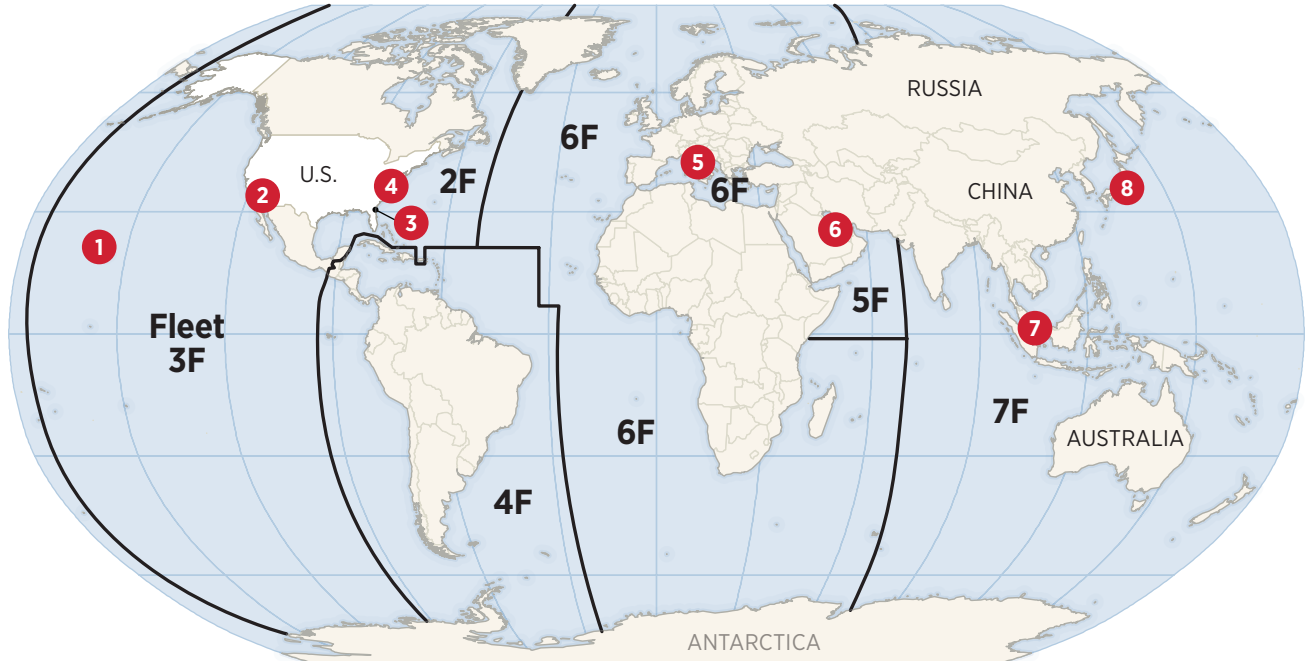 RUSSIA
6F
5
U.S.
4
2F
2
6F
CHINA
8
3
6
1
5F
Fleet
3F
7
7F
6F
AUSTRALIA
4F
ANTARCTICA